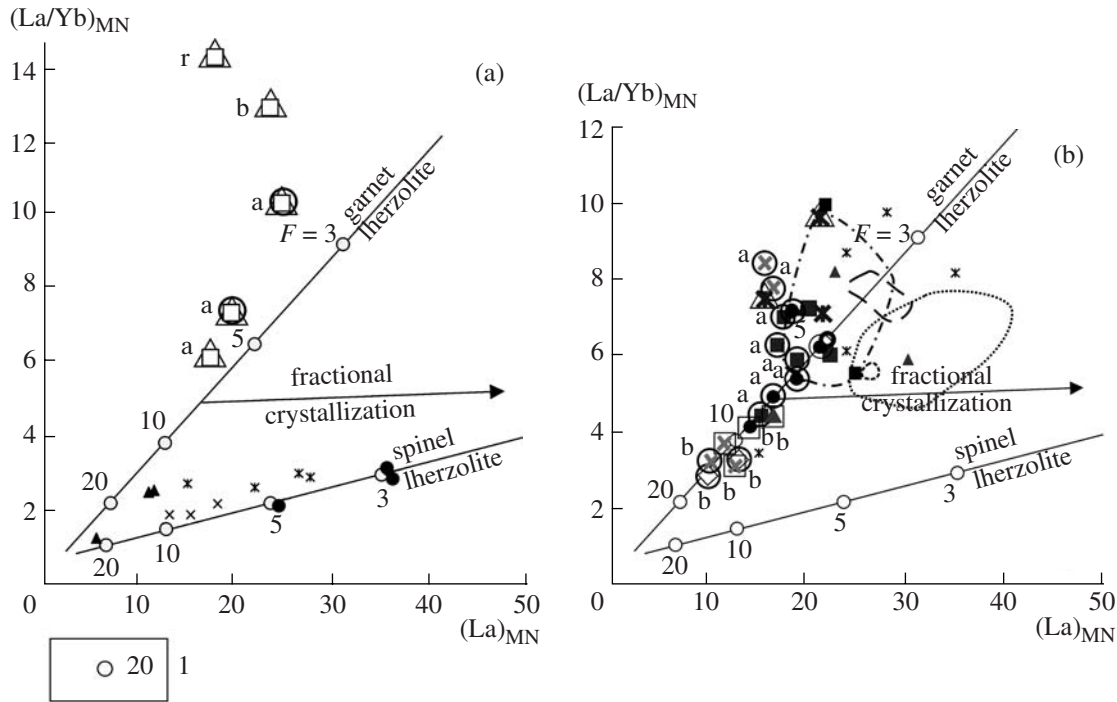 (La/Yb)MN
(a)
14
12
10
8
6
4
2
0
10
20
30
40
50
(La)MN
r
b
a
a
a
F = 3
5
10
20
garnet
lherzolite
fractional
crystallization
spinel
lherzolite
3
5
10
20
20 1
(La/Yb)MN
(b)
12
10
8
6
4
2
0
10
20
30
40
50
(La)MN
garnet
lherzolite
F = 3
a
a
a
5
a
a
a
a
a
10
b
b
b
b
b
b
20
fractional
crystallization
spinel
lherzolite
3
5
10
20